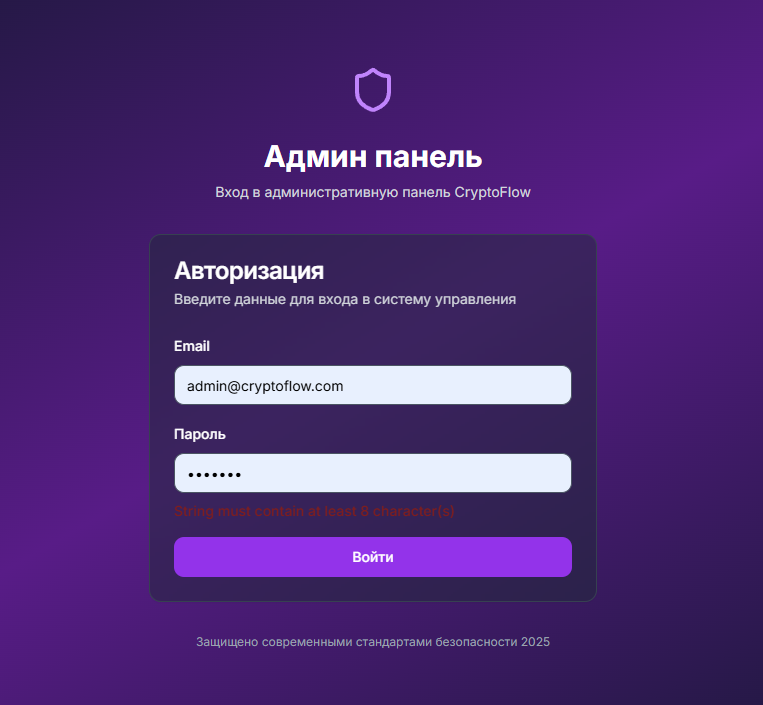 Админ панель
Вход в административную панель CryptoFlow
Авторизация
Введите данные для входа в систему управления
Email
admin@cryptoflow.com
Пароль
•••••••
String must contain at least 8 character(s)
Войти
Защищено современными стандартами безопасности 2025